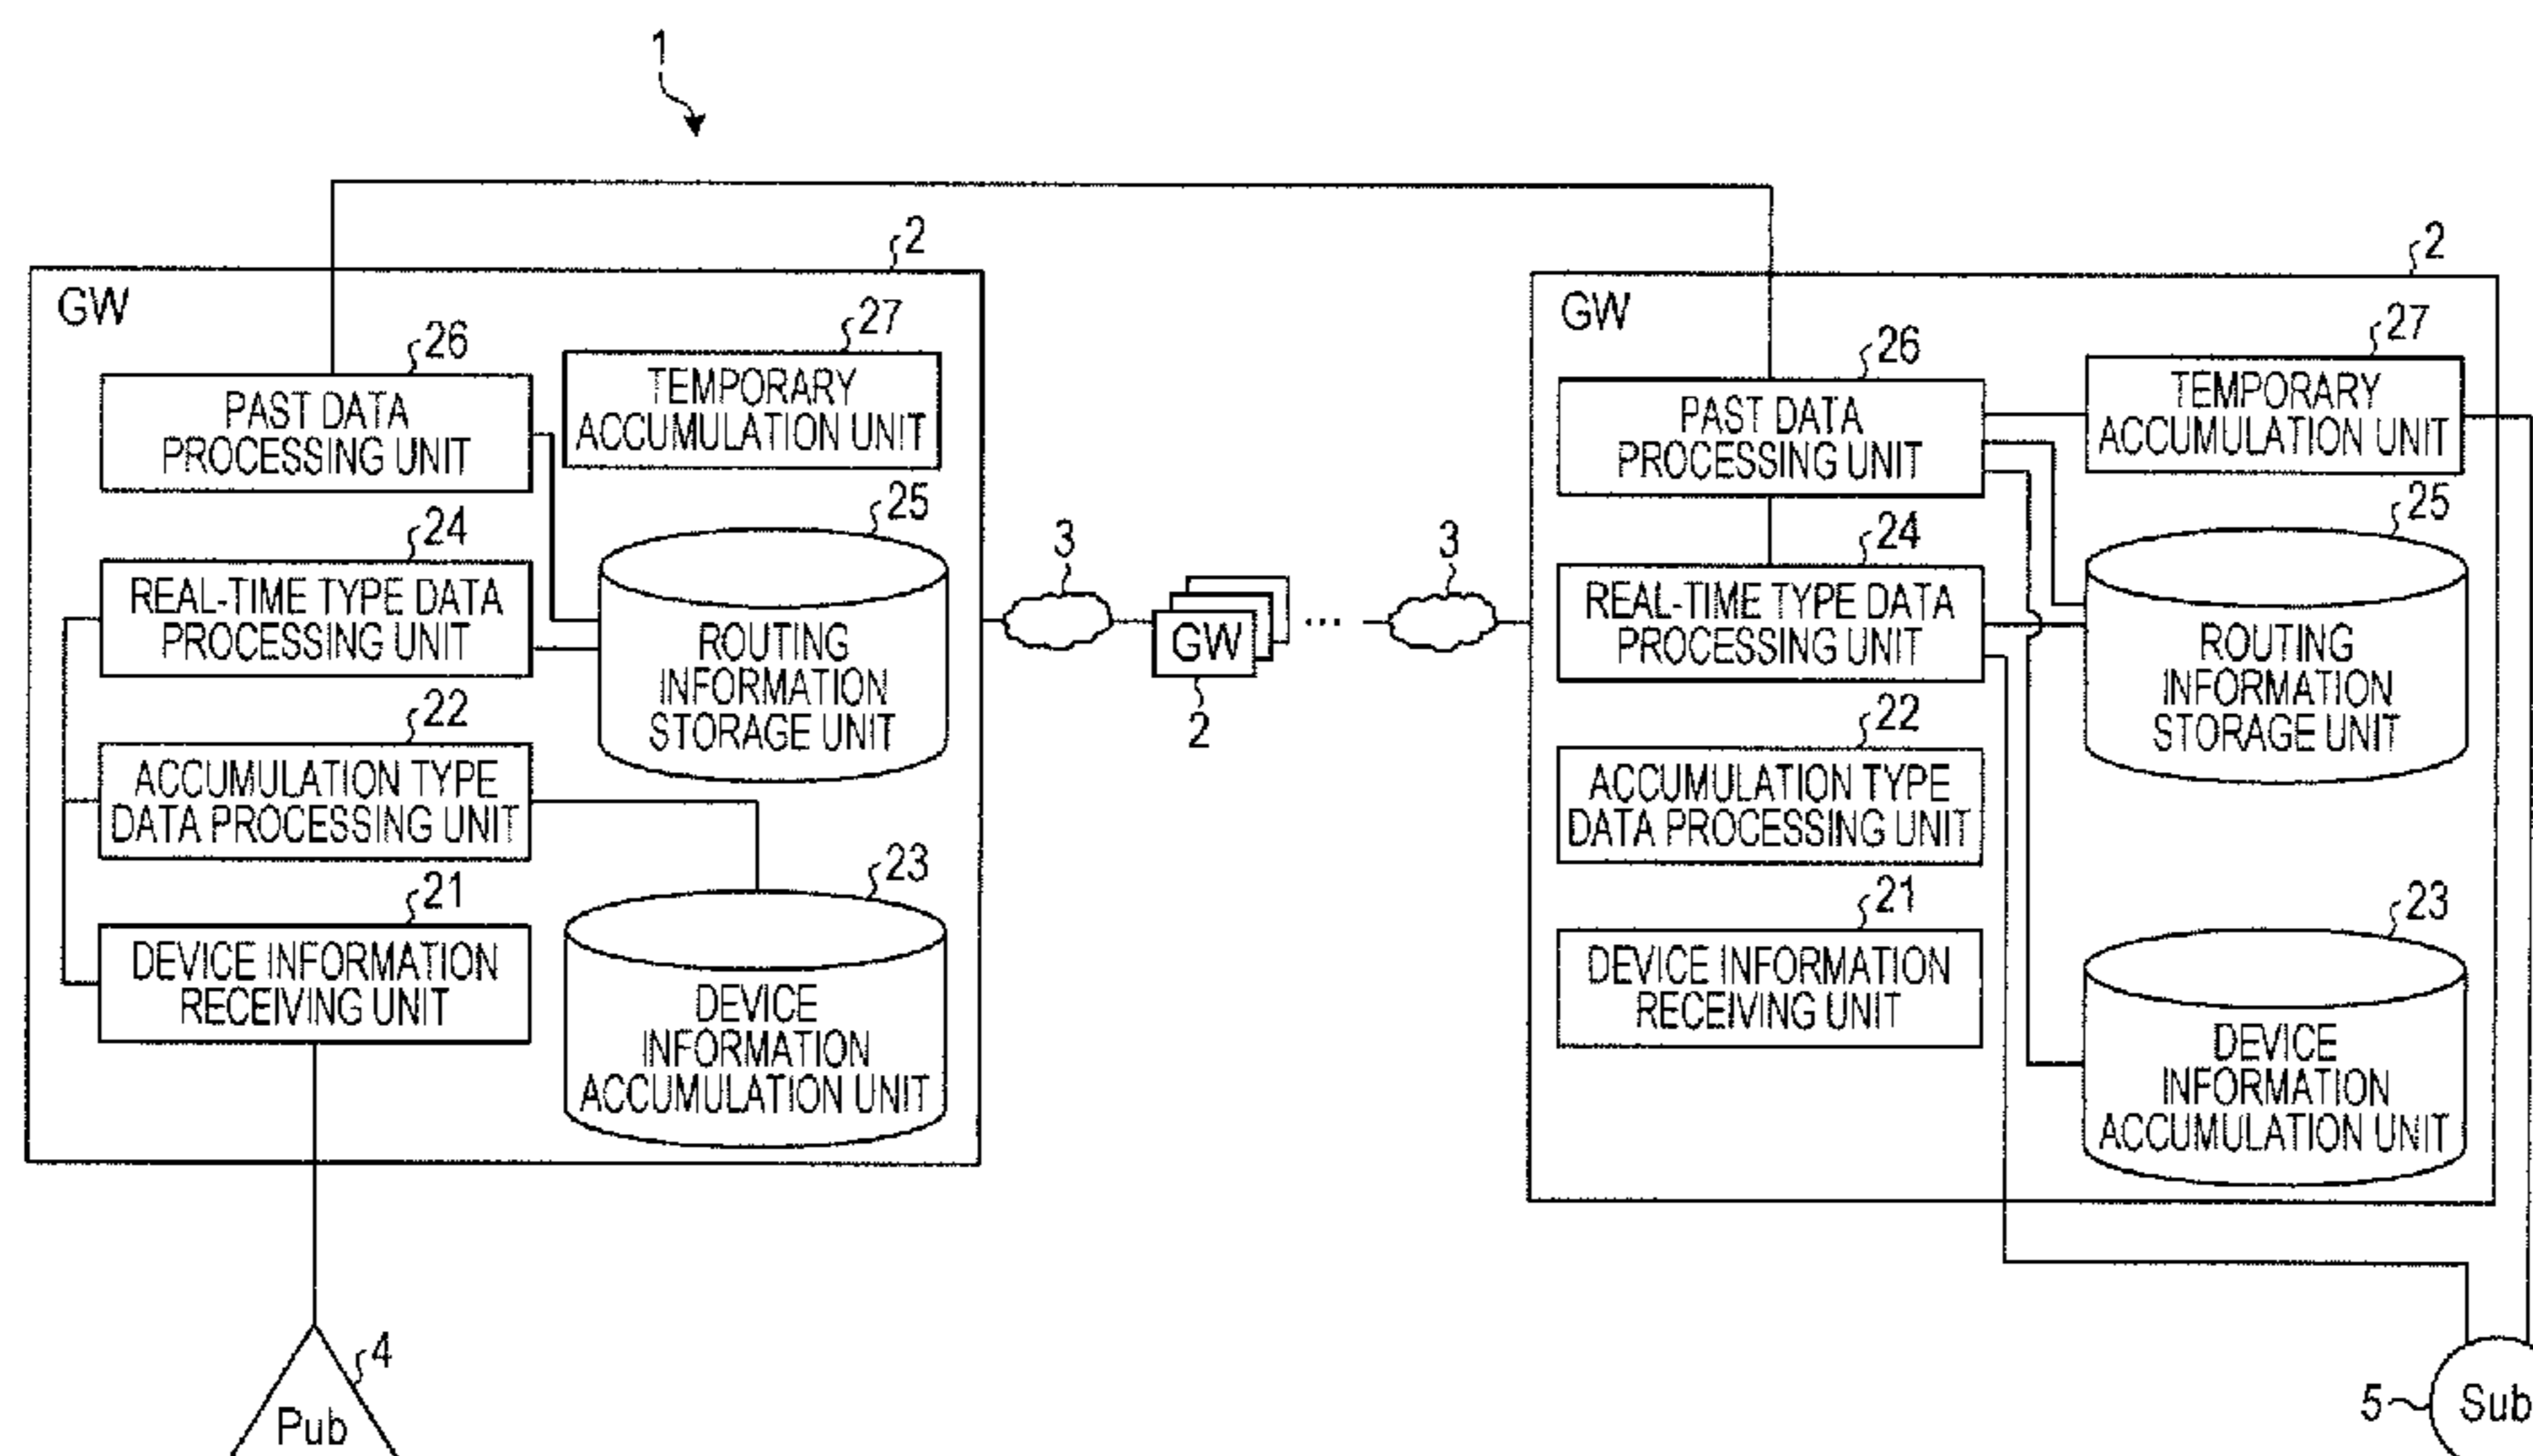 1
2
GW
26
PAST DATA
PROCESSING UNIT
27
TEMPORARY
ACCUMULATION UNIT
24
REAL-TIME TYPE DATA
PROCESSING UNIT
25
ROUTING
INFORMATION
STORAGE UNIT
22
ACCUMULATION TYPE
DATA PROCESSING UNIT
21
DEVICE INFORMATION
RECEIVING UNIT
23
DEVICE
INFORMATION
ACCUMULATION UNIT
4
Pub
3
GW
2
...
3
2
GW
26
PAST DATA
PROCESSING UNIT
27
TEMPORARY
ACCUMULATION UNIT
24
REAL-TIME TYPE DATA
PROCESSING UNIT
25
ROUTING
INFORMATION
STORAGE UNIT
22
ACCUMULATION TYPE
DATA PROCESSING UNIT
21
DEVICE INFORMATION
RECEIVING UNIT
23
DEVICE
INFORMATION
ACCUMULATION UNIT
5
Sub